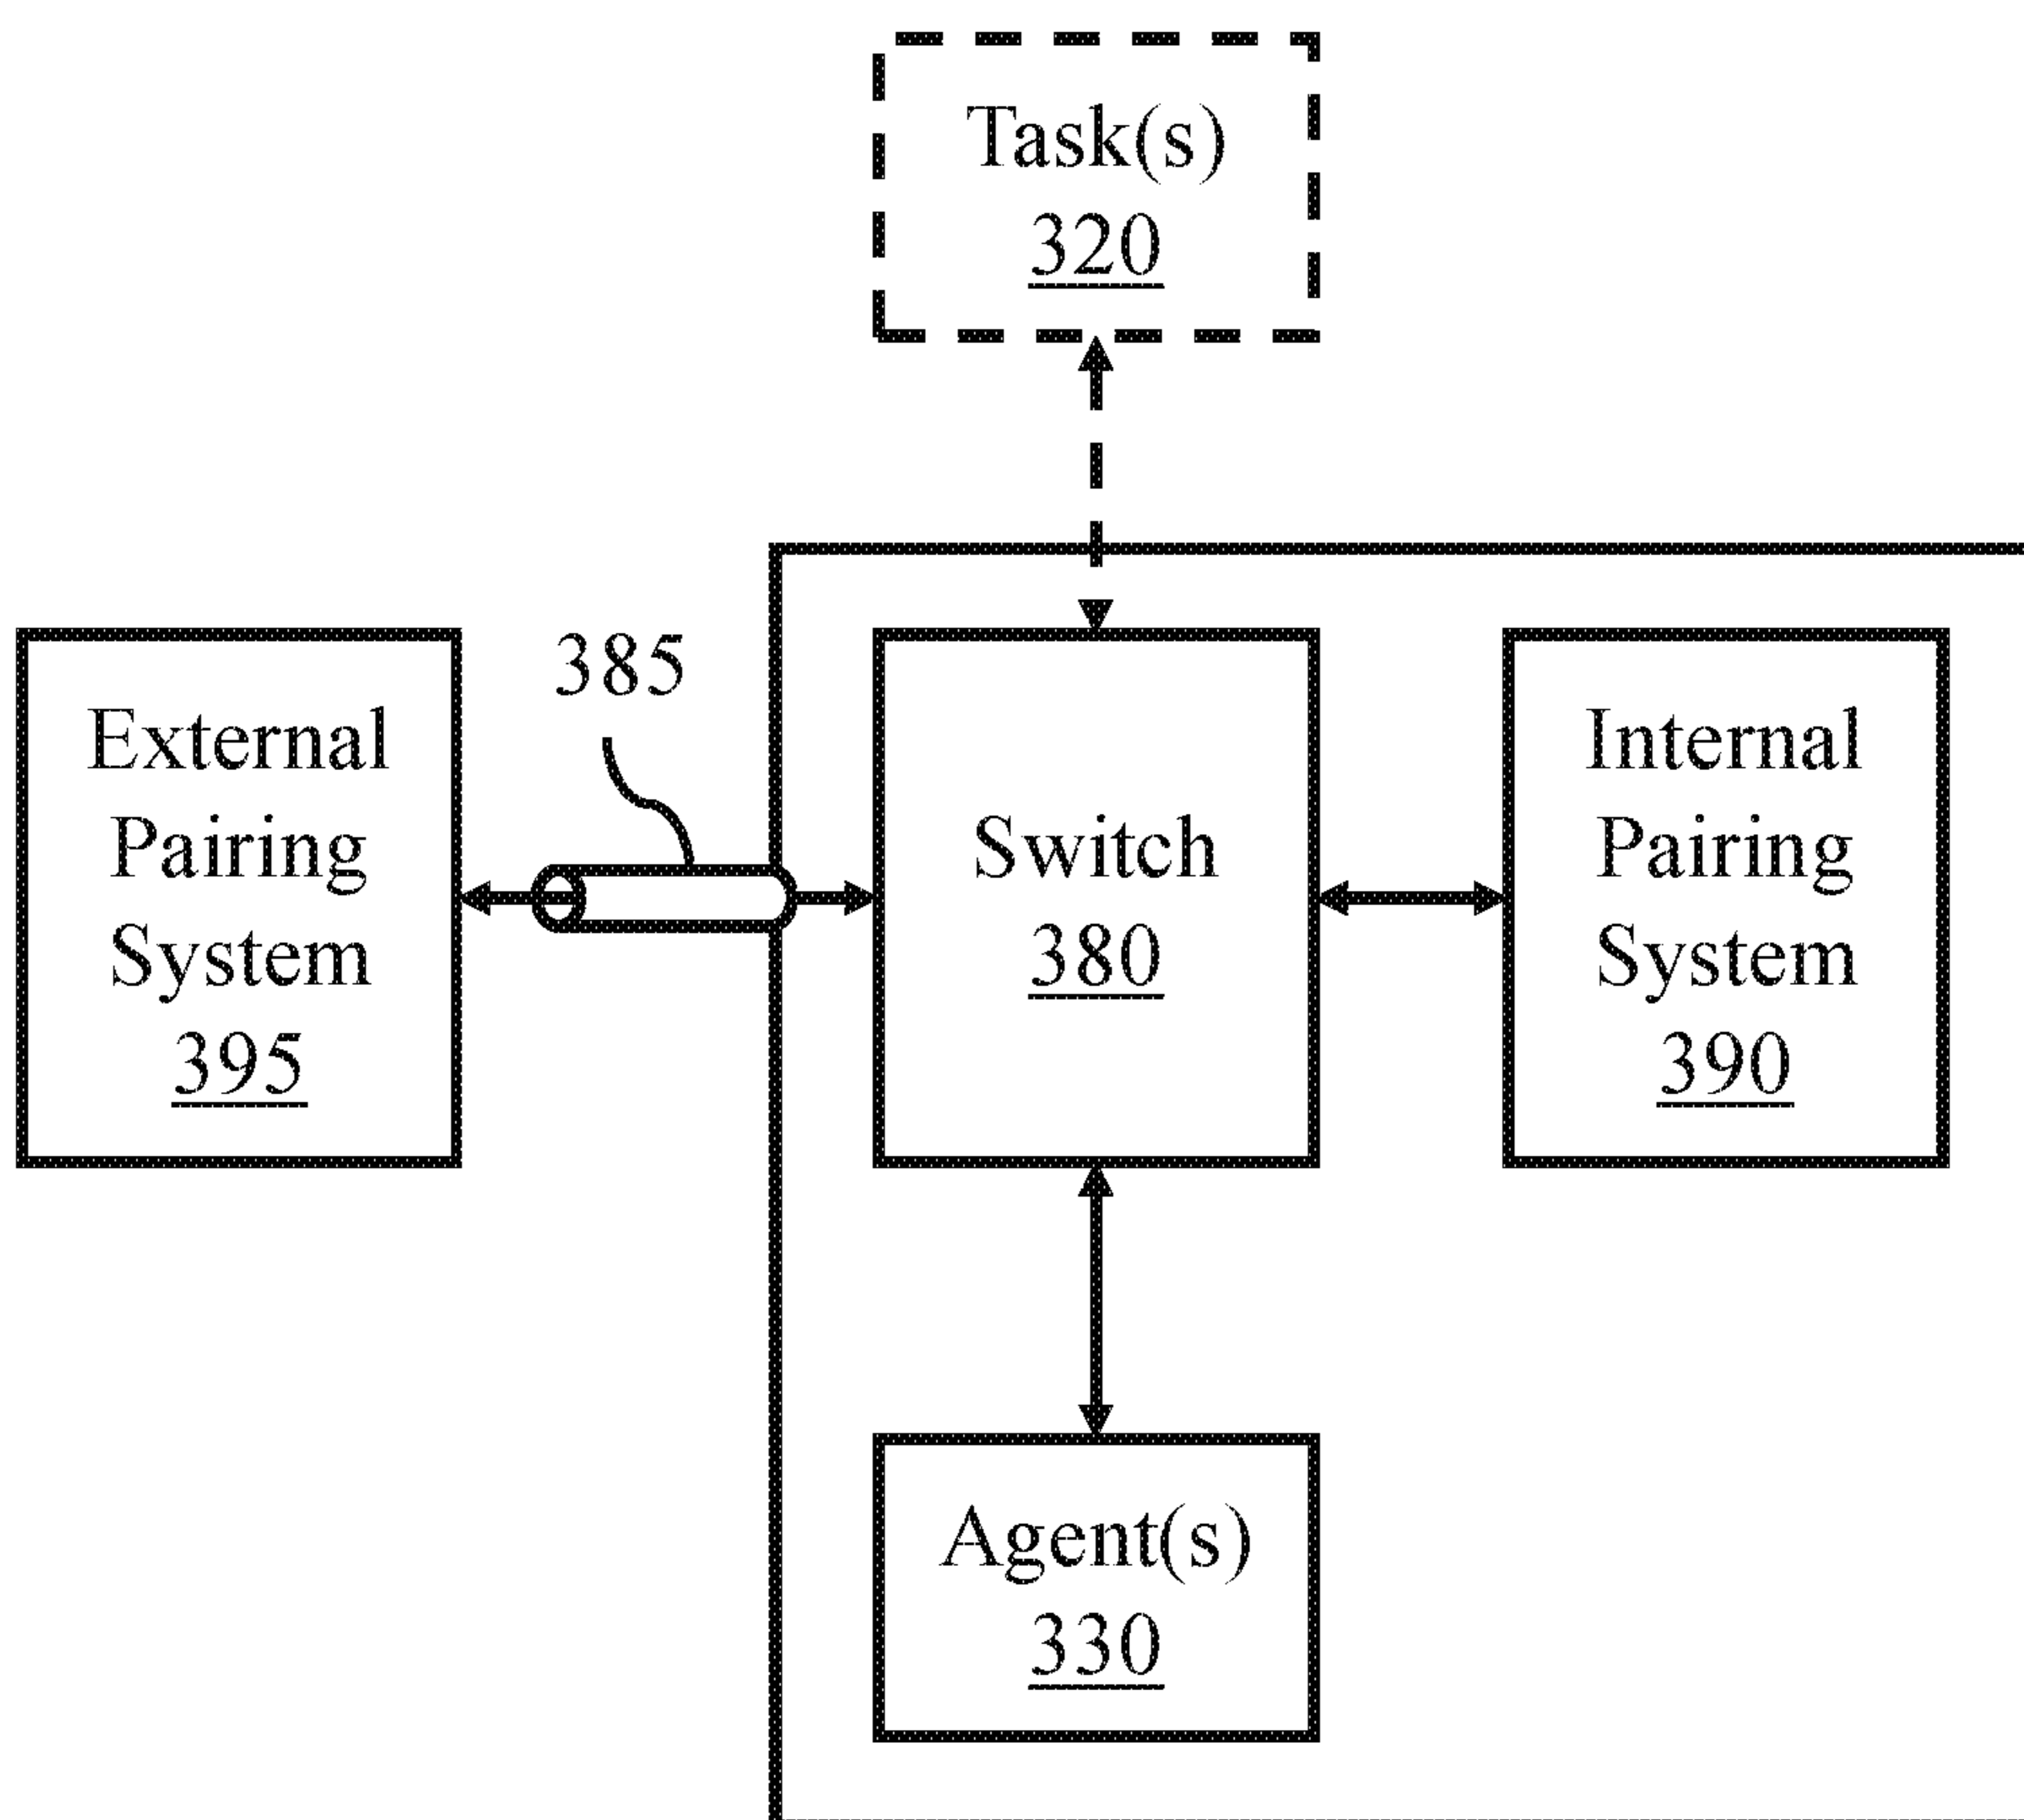 Task(s)
320
385
External
Pairing
System
395
Switch
380
Internal
Pairing
System
390
Agent(s)
330